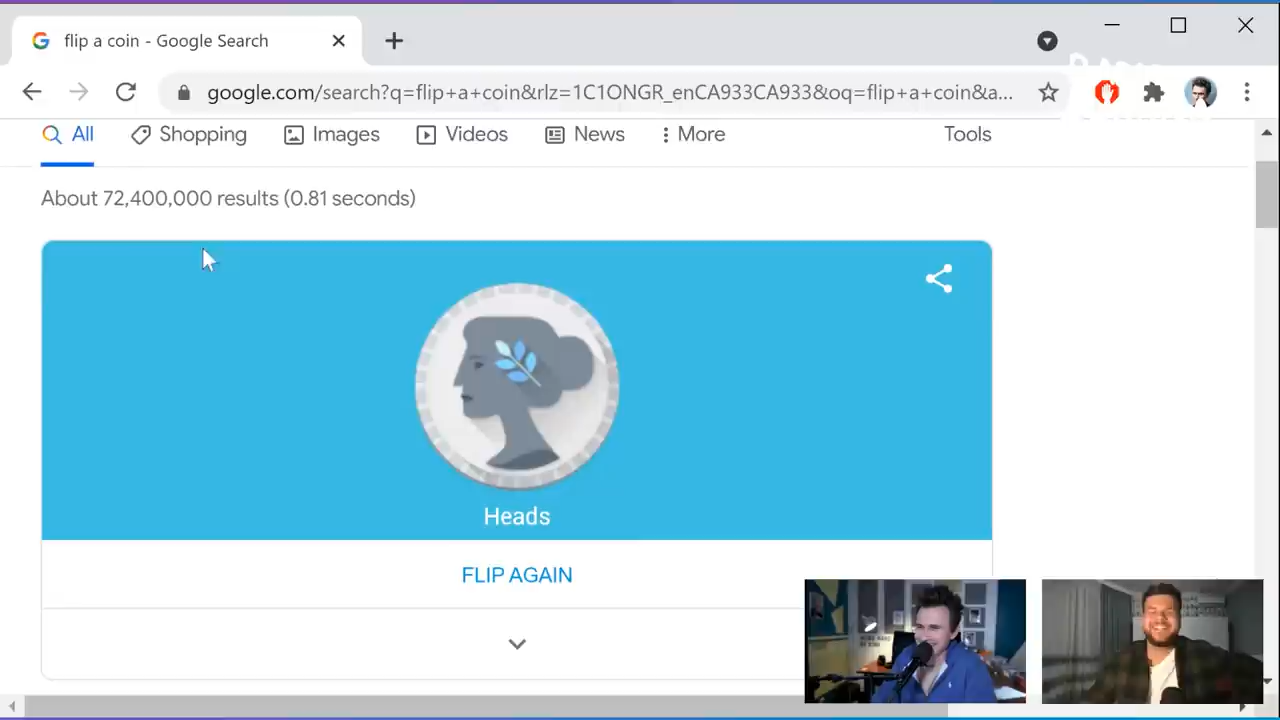 flip a coin - Google Search
google.com/search?q=flip+a+coin&rlz=1C1ONGR_enCA933CA933&oq=flip+a+coin&a...
All Shopping Images Videos News More Tools
About 72,400,000 results (0.81 seconds)
Heads
FLIP AGAIN